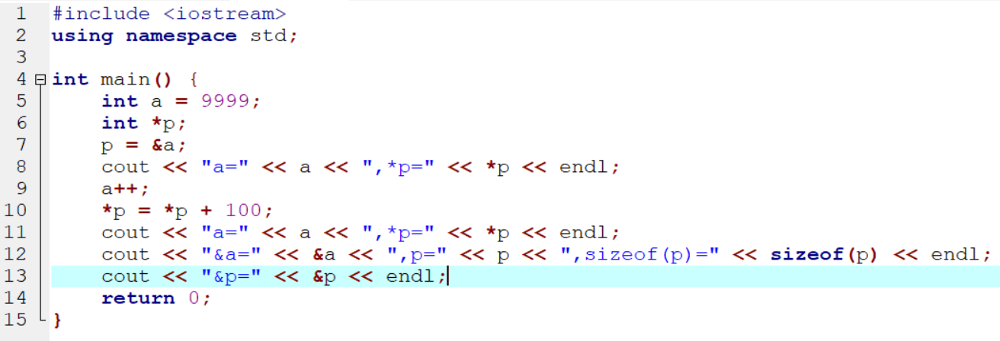 1 #include <iostream>
2 using namespace std;
3
4 int main() {
5     int a = 9999;
6     int *p;
7     p = &a;
8     cout << "a=" << a << ",*p=" << *p << endl;
9     a++;
10     *p = *p + 100;
11     cout << "a=" << a << ",*p=" << *p << endl;
12     cout << "&a=" << &a << ",p=" << p << ",sizeof(p)=" << sizeof(p) << endl;
13     cout << "&p=" << &p << endl;
14     return 0;
15 }